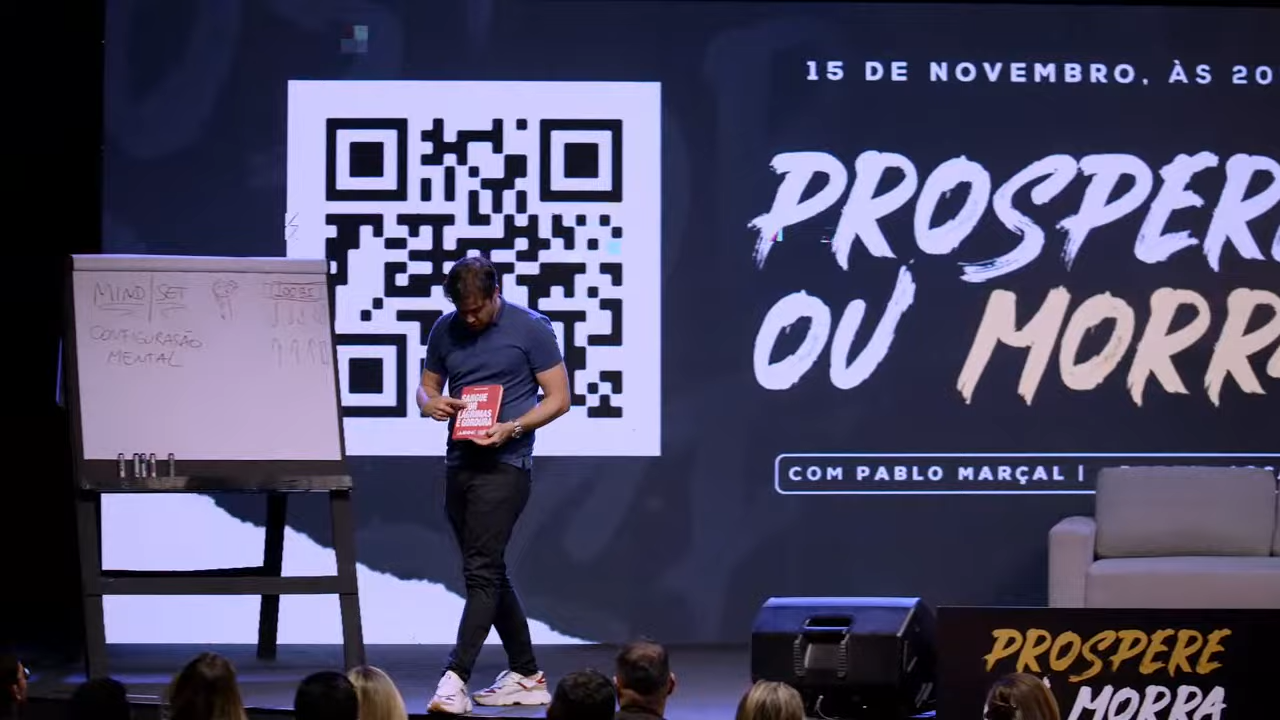 15 DE NOVEMBRO, ÀS 20
PROSPERE
OU MORRA
COM PABLO MARÇAL |
MIND|SET
CONFIGURAÇÃO
MENTAL
SANGUE
LÁGRIMAS
E GORDURA
PROSPERE
MORRA